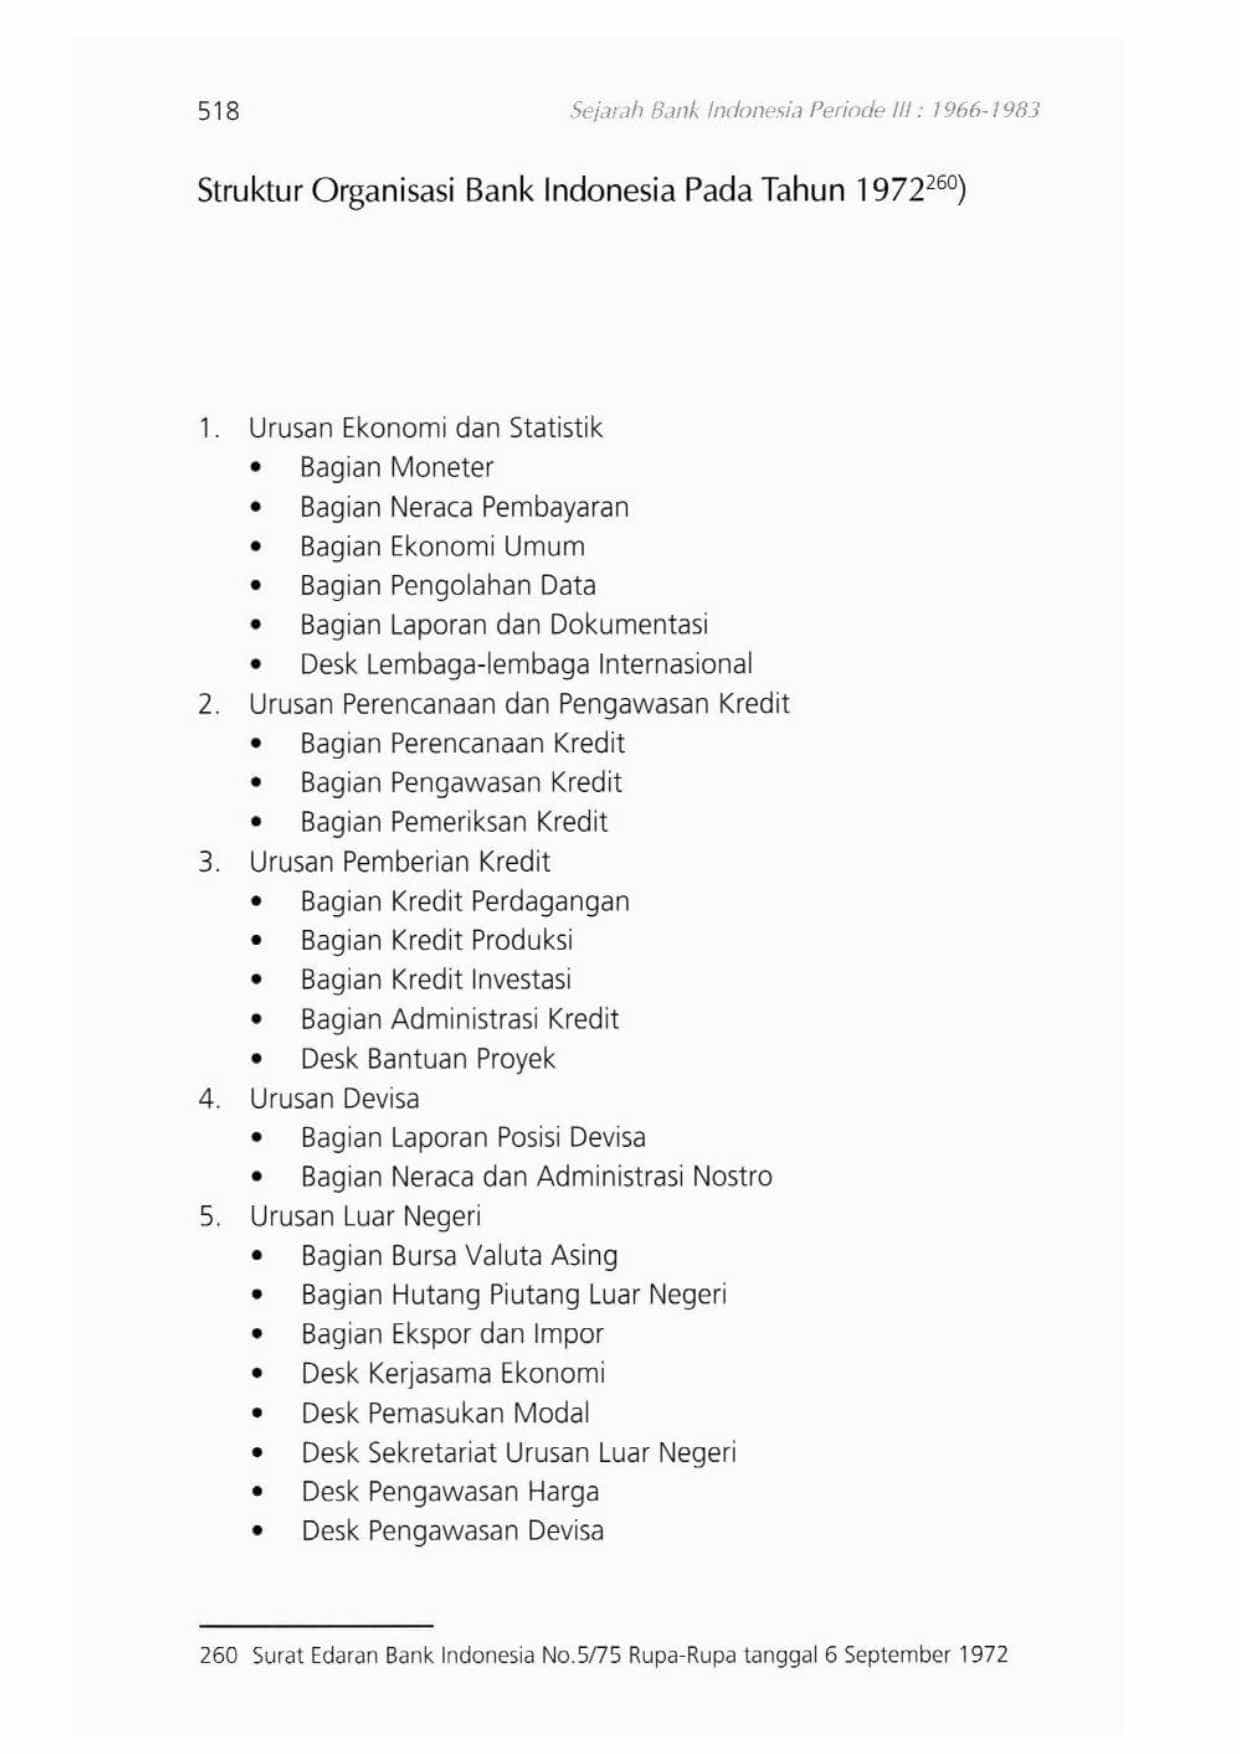 518
Sejarah Bank Indonesia Periode III : 1966-1983
Struktur Organisasi Bank Indonesia Pada Tahun 1972260)
1. Urusan Ekonomi dan Statistik
• Bagian Moneter
• Bagian Neraca Pembayaran
• Bagian Ekonomi Umum
• Bagian Pengolahan Data
• Bagian Laporan dan Dokumentasi
• Desk Lembaga-lembaga Internasional
2. Urusan Perencanaan dan Pengawasan Kredit
• Bagian Perencanaan Kredit
• Bagian Pengawasan Kredit
• Bagian Pemeriksan Kredit
3. Urusan Pemberian Kredit
• Bagian Kredit Perdagangan
• Bagian Kredit Produksi
• Bagian Kredit Investasi
• Bagian Administrasi Kredit
• Desk Bantuan Proyek
4. Urusan Devisa
• Bagian Laporan Posisi Devisa
• Bagian Neraca dan Administrasi Nostro
5. Urusan Luar Negeri
• Bagian Bursa Valuta Asing
• Bagian Hutang Piutang Luar Negeri
• Bagian Ekspor dan Impor
• Desk Kerjasama Ekonomi
• Desk Pemasukan Modal
• Desk Sekretariat Urusan Luar Negeri
• Desk Pengawasan Harga
• Desk Pengawasan Devisa
260 Surat Edaran Bank Indonesia No.5/75 Rupa-Rupa tanggal 6 September 1972